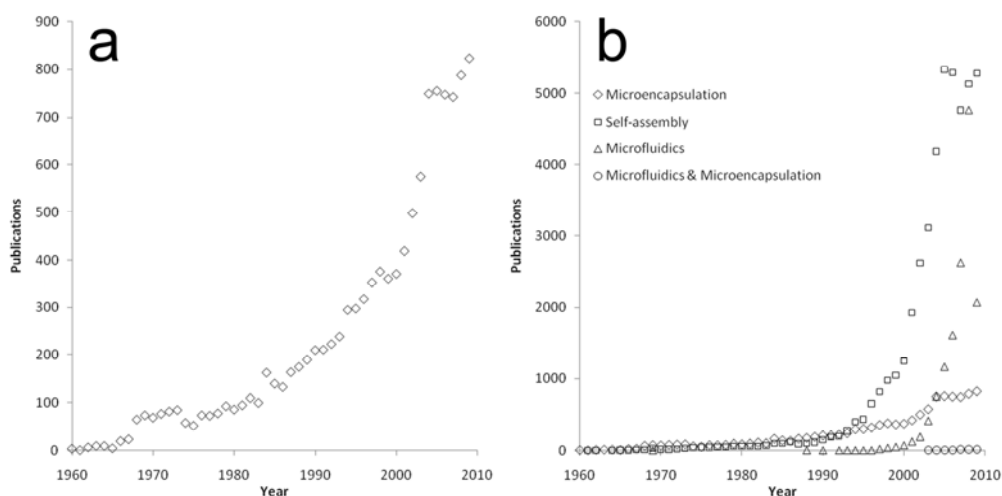 a
900
800
700
600
500
400
300
200
100
0
Publications
1960 1970 1980 1990 2000 2010
Year
b
6000
5000
4000
3000
2000
1000
0
Publications
Microencapsulation
Self-assembly
Microfluidics
Microfluidics & Microencapsulation
1960 1970 1980 1990 2000 2010
Year